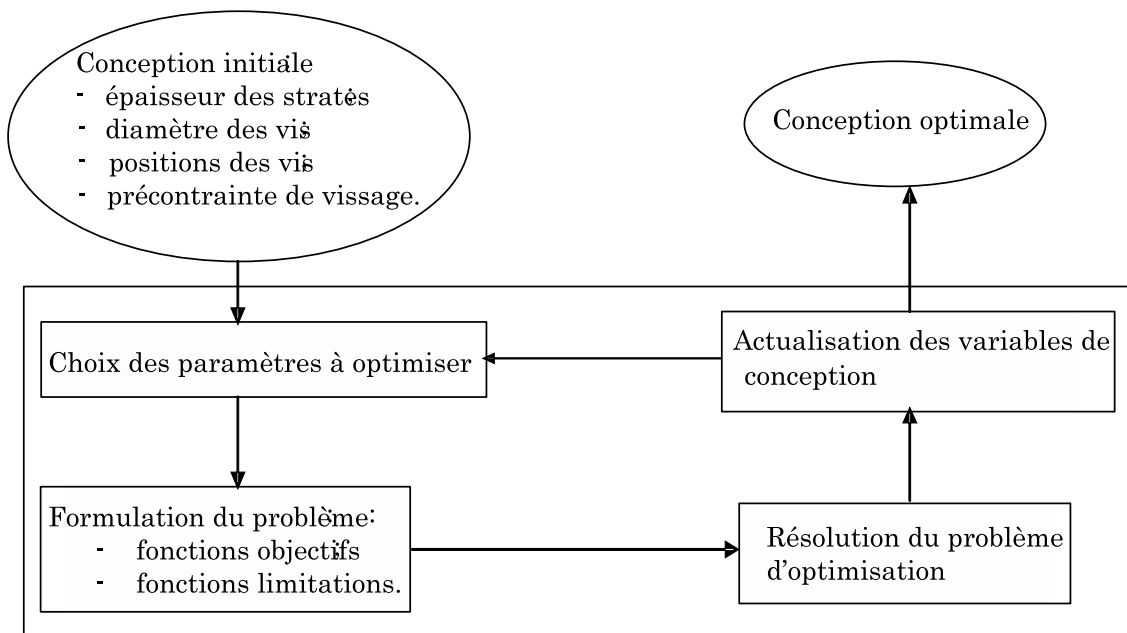 Conception initiale
- épaisseur des strates
- diamètre des vis
- positions des vis
- précontrainte de vissage.
Conception optimale
Choix des paramètres à optimiser
Actualisation des variables de
conception
Formulation du problème:
- fonctions objectifs
- fonctions limitations.
Résolution du problème
d'optimisation